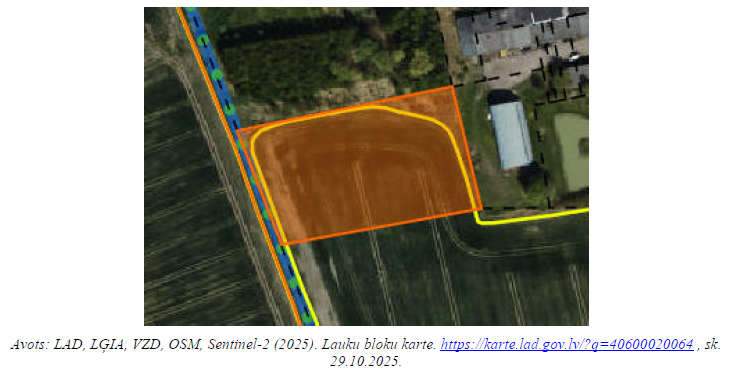 Avots: LAD, LĢIA, VZD, OSM, Sentinel-2 (2025). Lauku bloku karte. https://karte.lad.gov.lv/?q=40600020064 , sk.
29.10.2025.